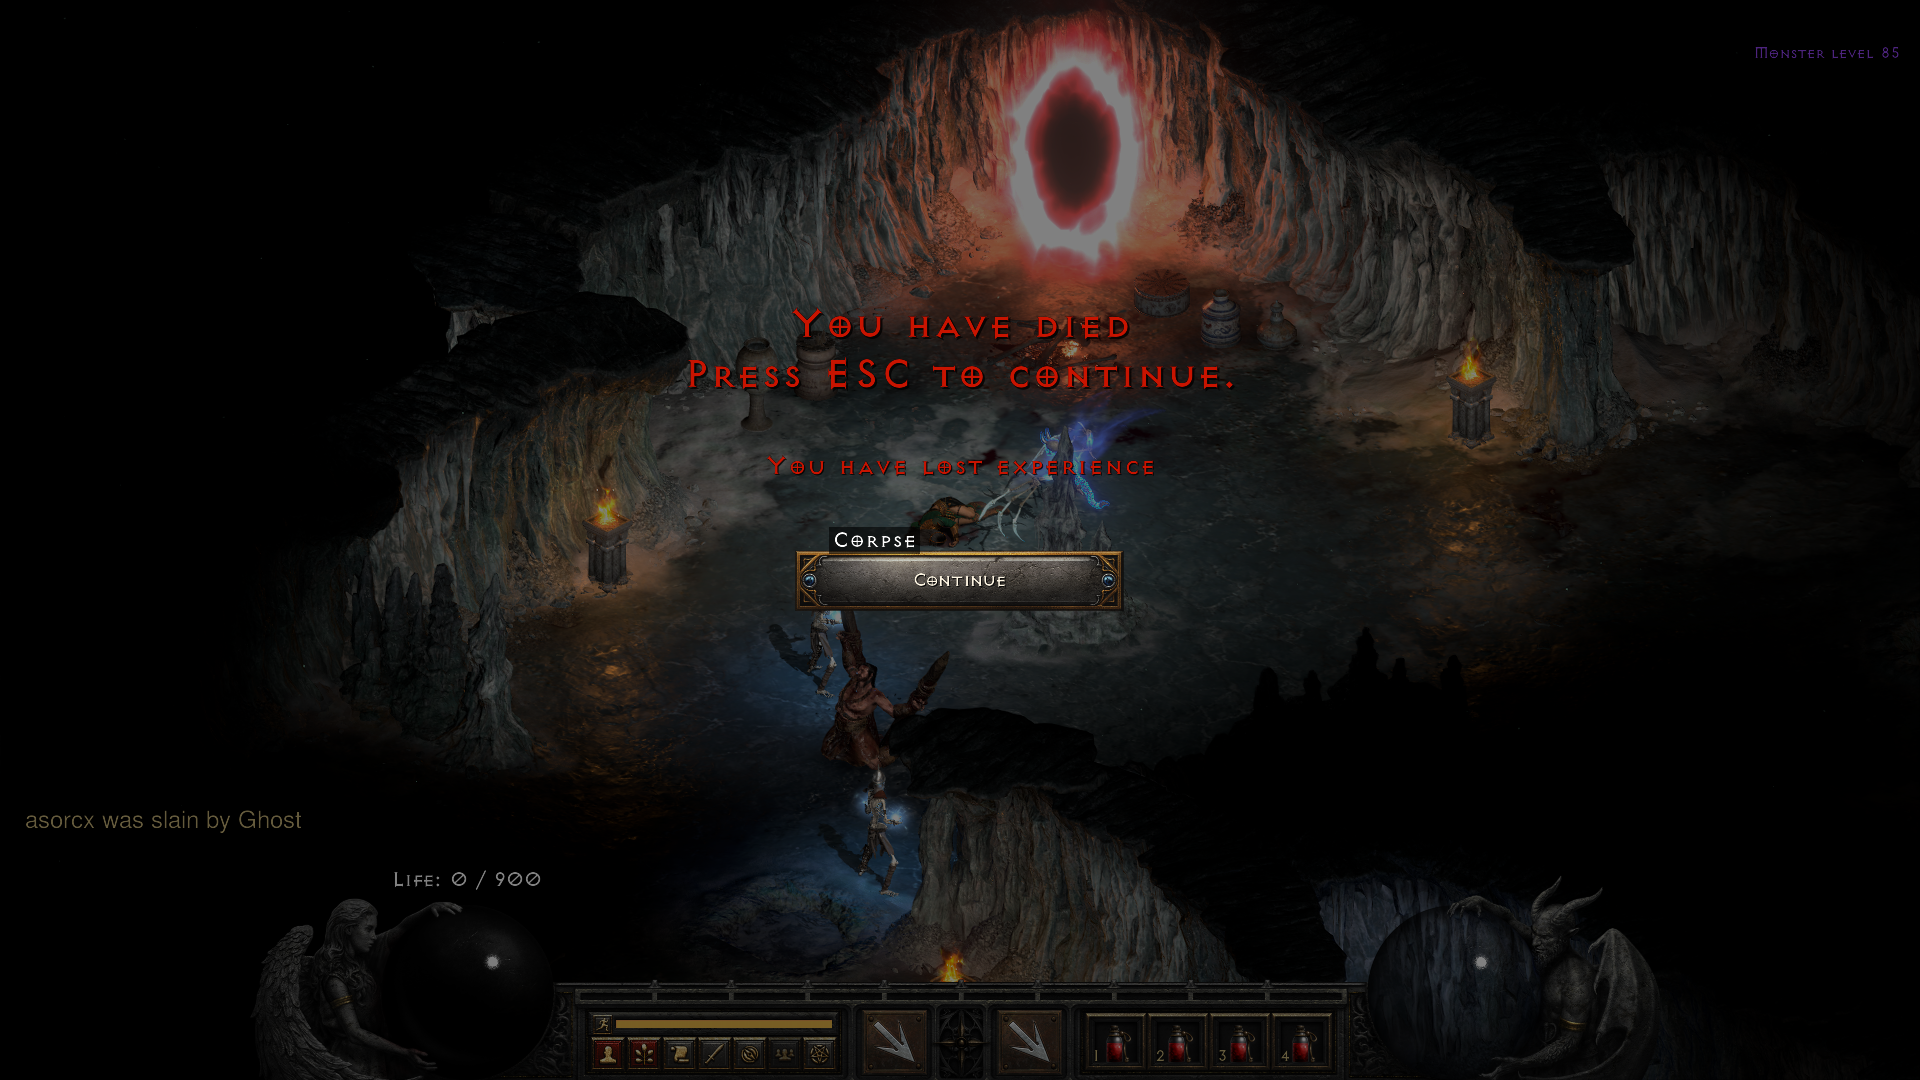 Monster level 85
You have died
Press ESC to continue.
You have lost experience
Corpse
Continue
asorcx was slain by Ghost
Life: 0 / 900
1 2 3 4